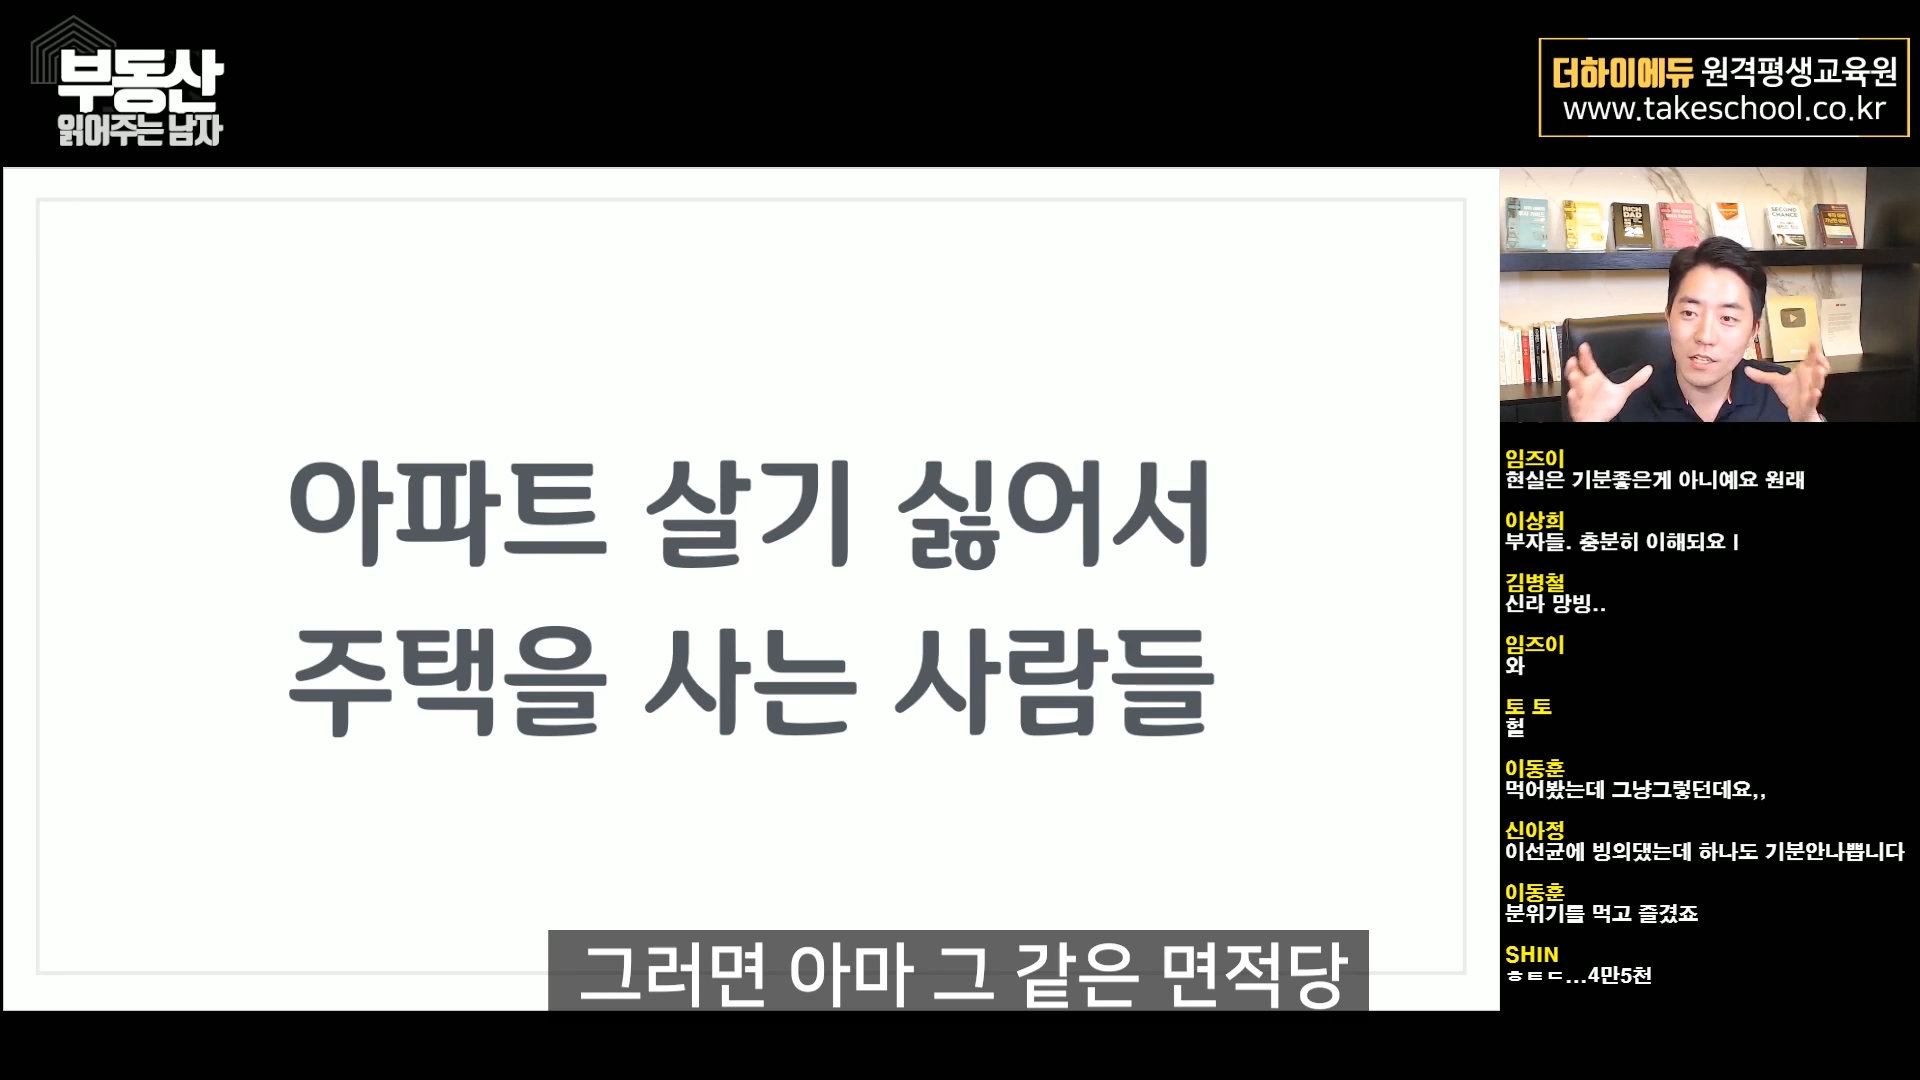 부동산
읽어주는 남자
더하이에듀 원격평생교육원
www.takeschool.co.kr
RICH
DAD
SECOND
CHANCE
아파트 살기 싫어서
주택을 사는 사람들
그러면 아마 그 같은 면적당
임즈이
현실은 기분좋은게 아니예요 원래
이상희
부자들. 충분히 이해되요ㅣ
김병철
신라 망빙..
임즈이
와
토 토
헐
이동훈
먹어봤는데 그냥그렇던데요,,
신아정
이선균에 빙의됐는데 하나도 기분안나쁩니다
이동훈
분위기를 먹고 즐겼죠
SHIN
ㅎㅌㄷ...4만5천